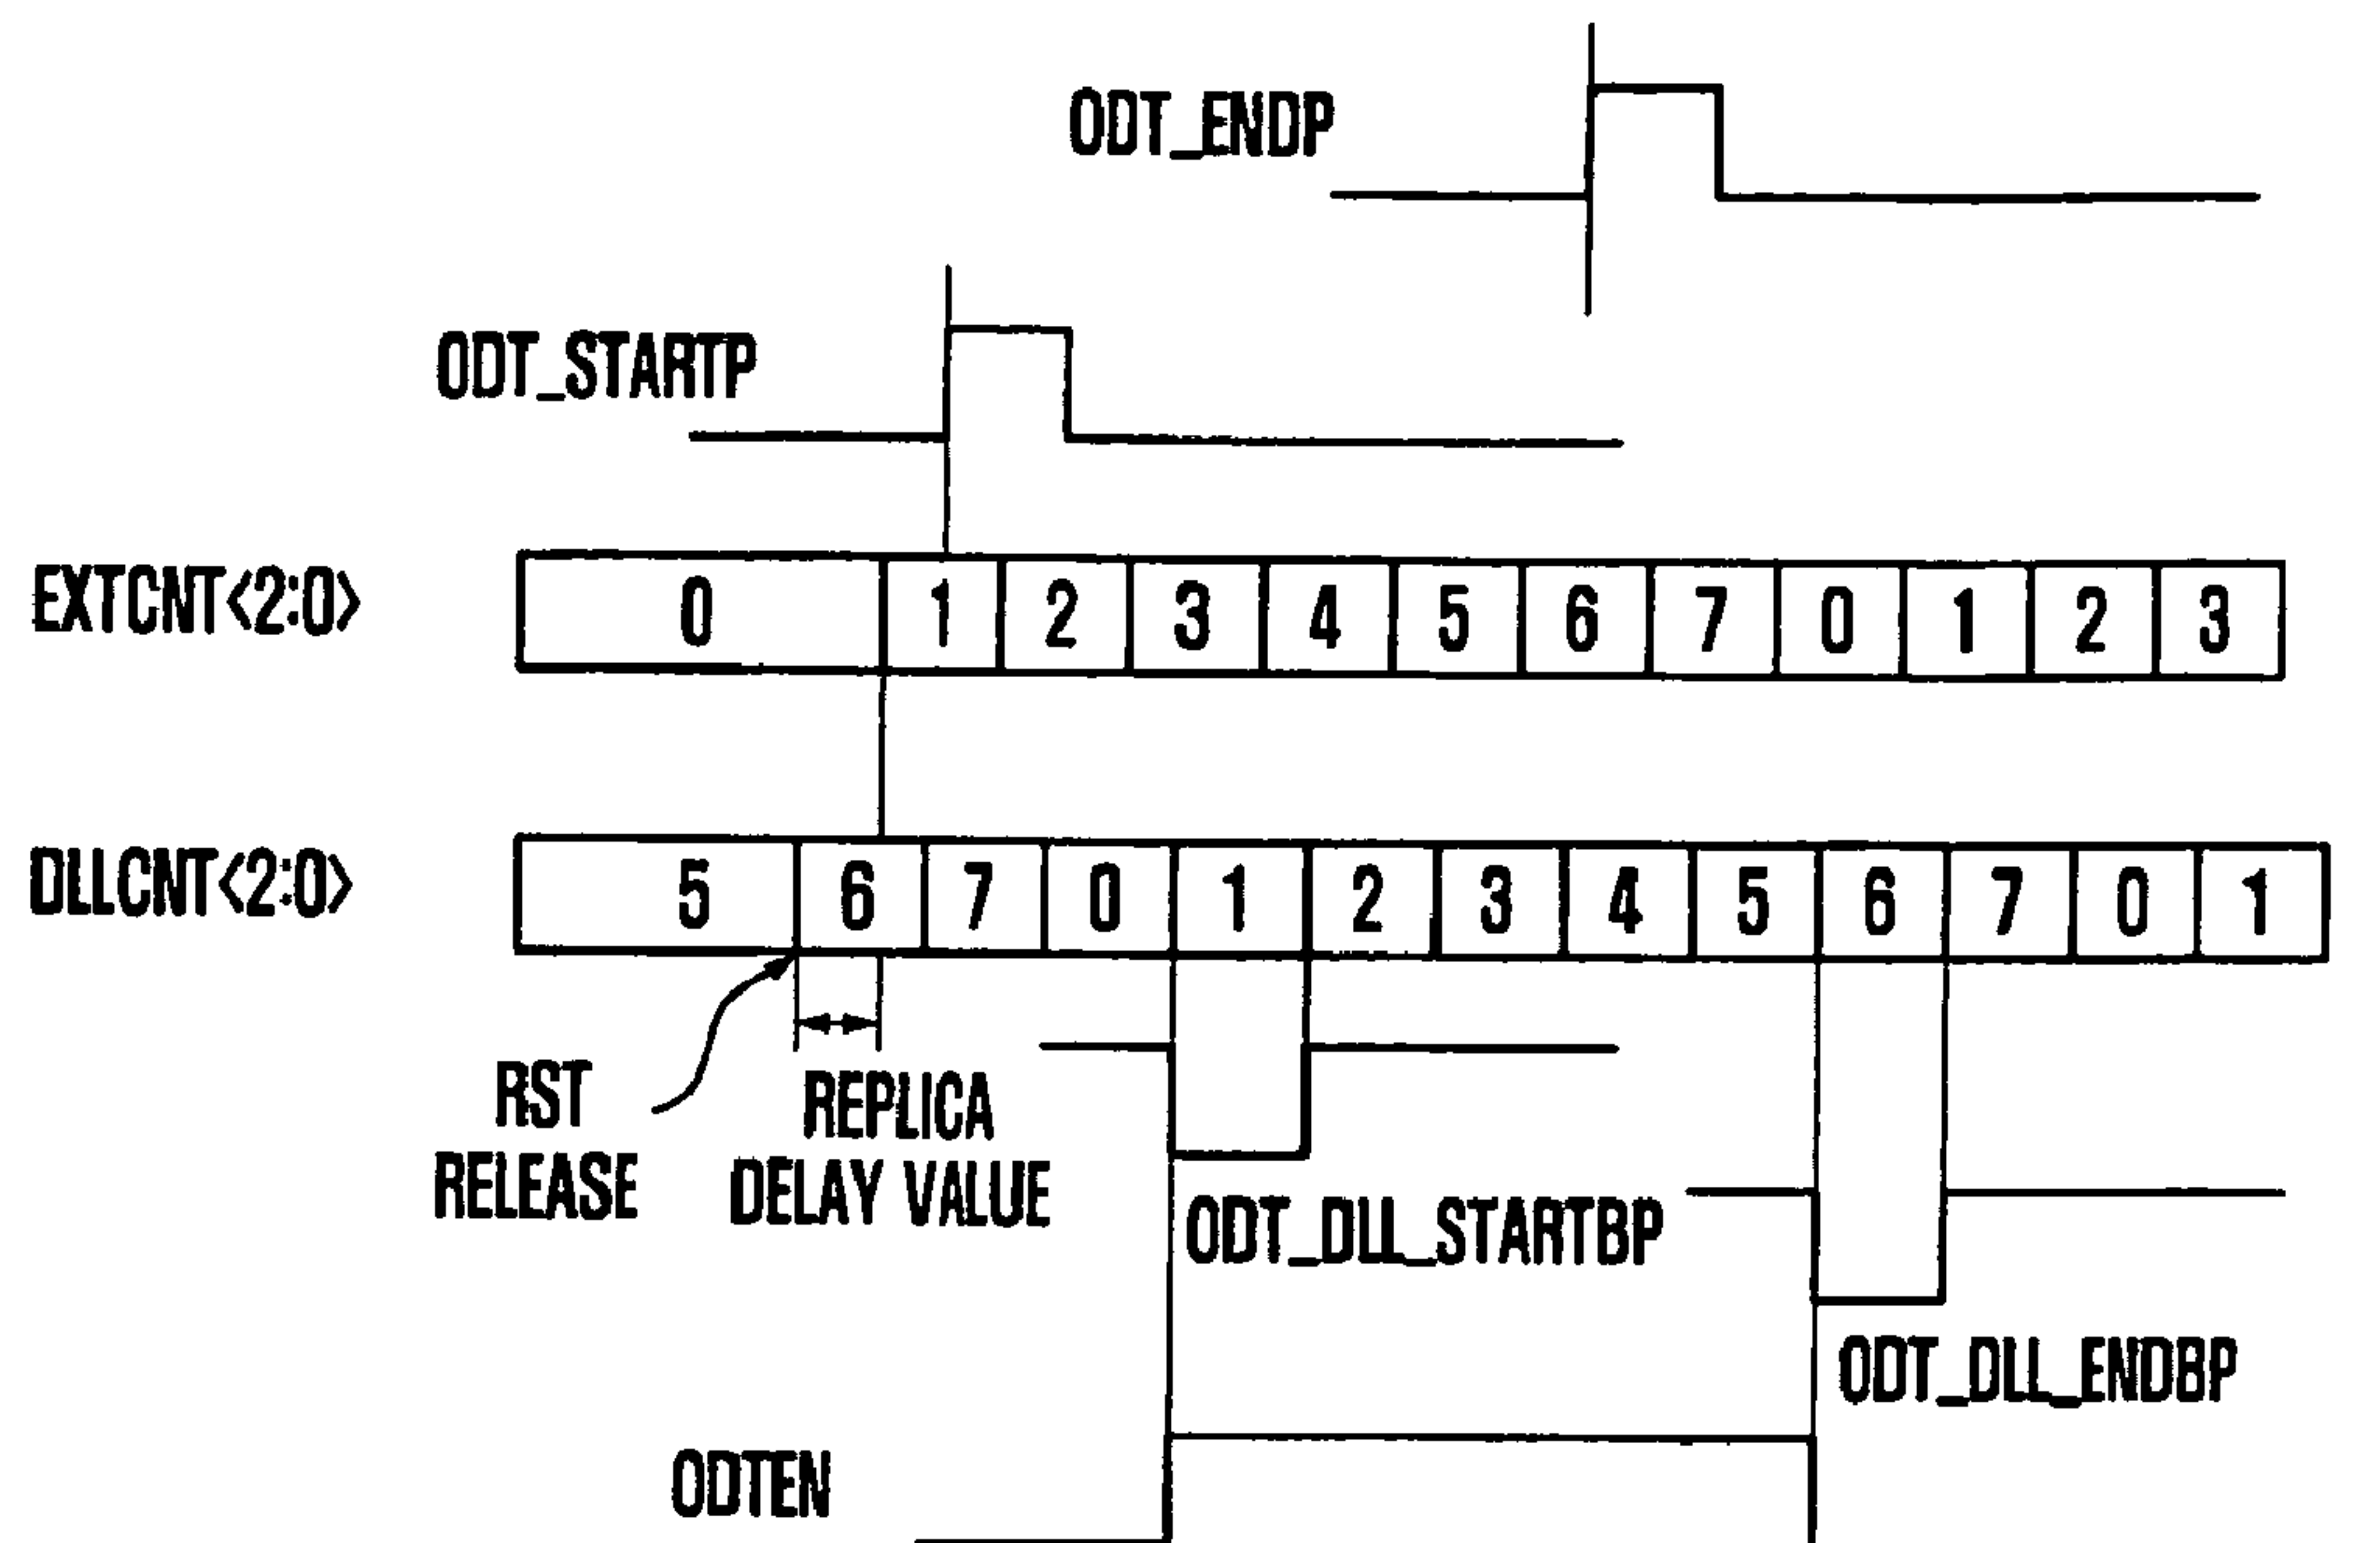 ODT_ENDP
ODT_STARTP
EXTCNT<2:0> 0 1 2 3 4 5 6 7 0 1 2 3
DLLCNT<2:0> 5 6 7 0 1 2 3 4 5 6 7 0 1
RST
RELEASE
REPLICA
DELAY VALUE
ODT_DLL_STARTBP
ODT_DLL_ENDBP
ODTEN